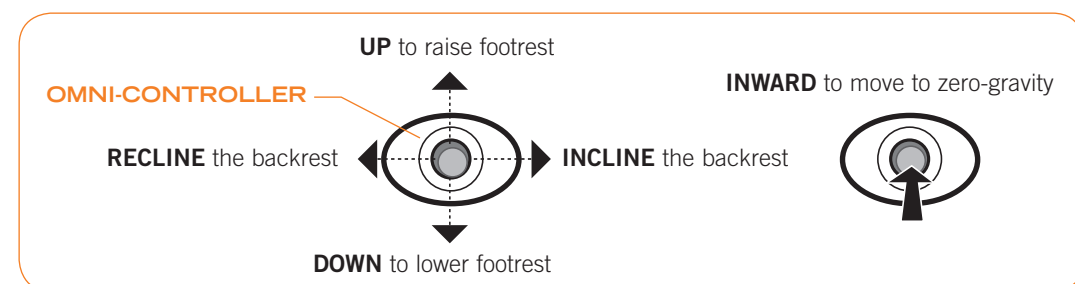 UP to raise footrest
OMNI-CONTROLLER
INWARD to move to zero-gravity
RECLINE the backrest
INCLINE the backrest
DOWN to lower footrest